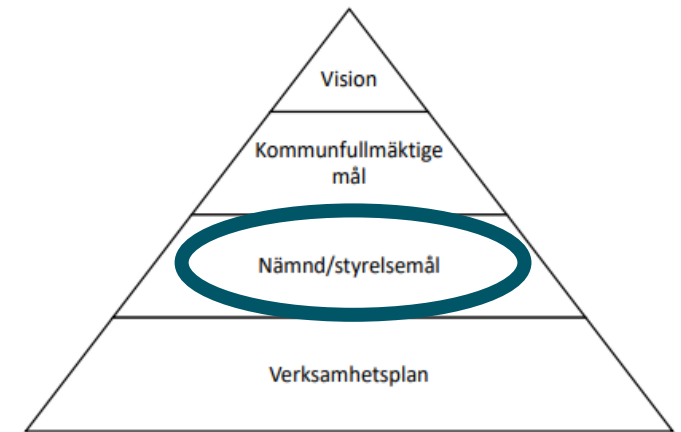 Vision
Kommunfullmäktige
mål
Nämnd/styrelsemål
Verksamhetsplan